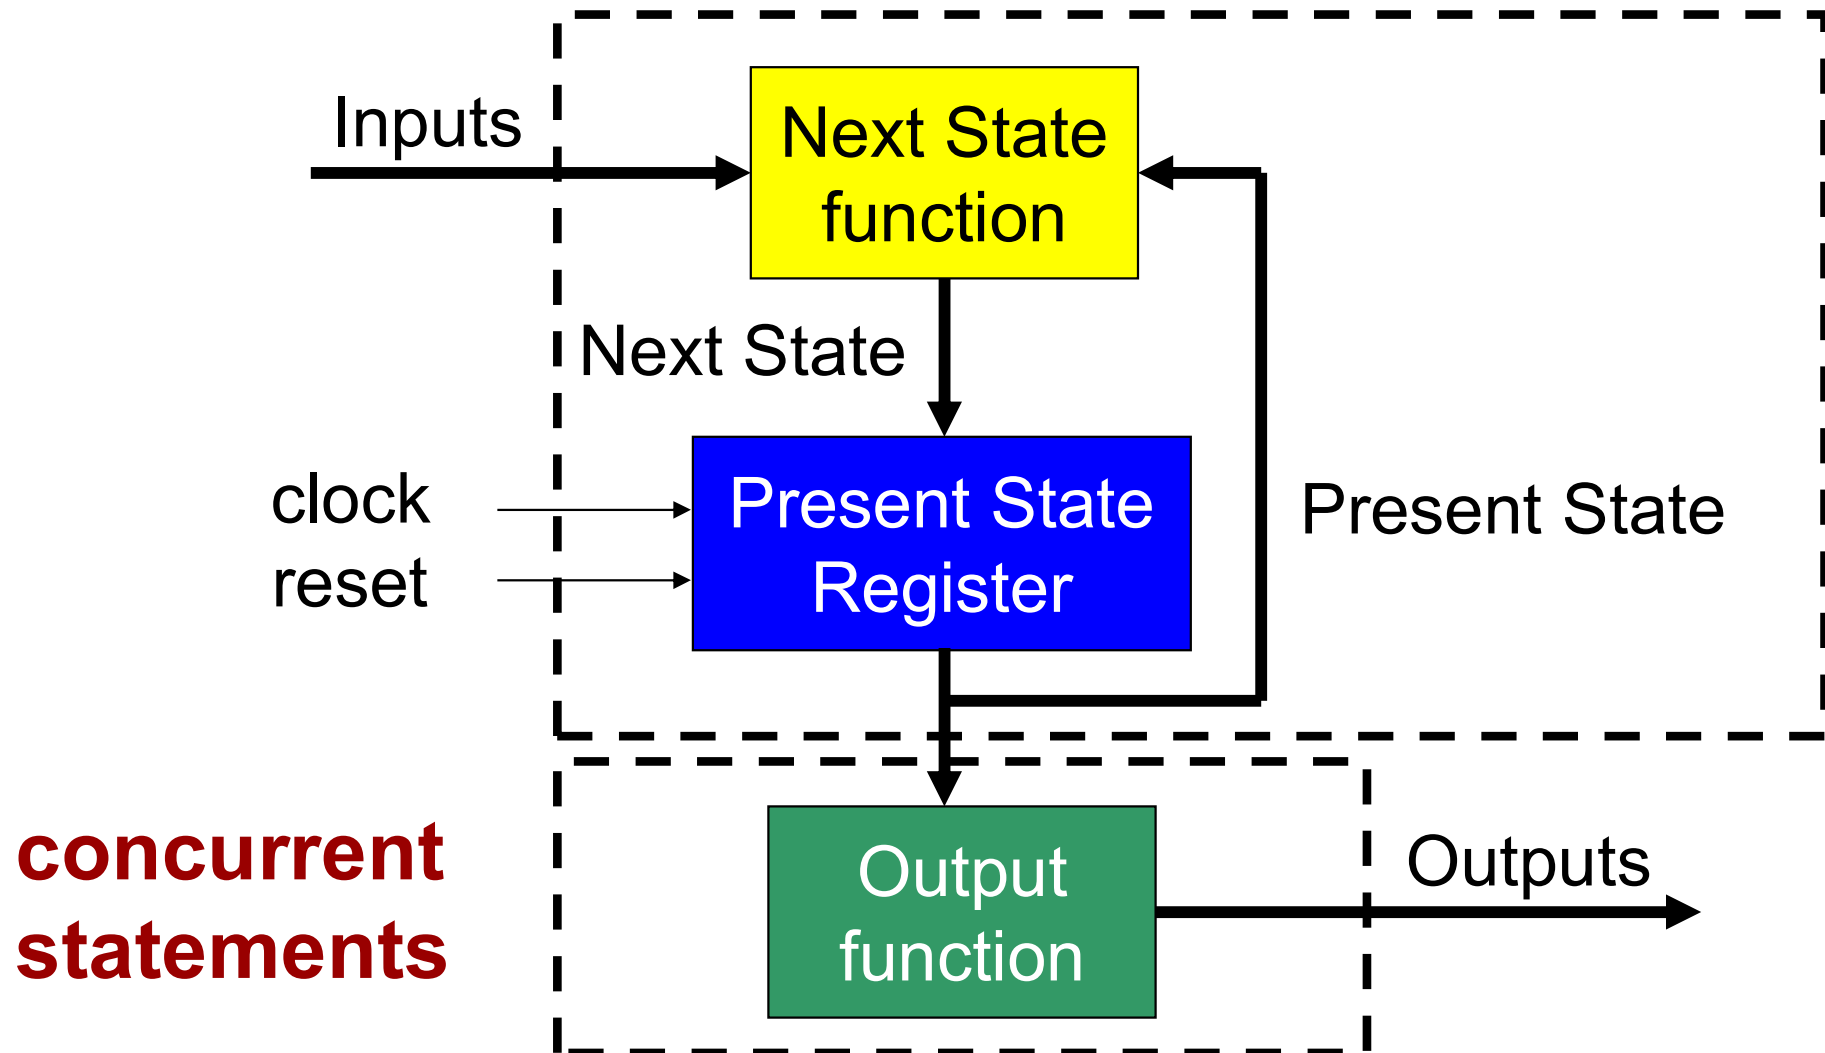 Inputs
Next State
function
Next State
clock
reset
Present State
Register
Present State
concurrent
statements
Output
function
Outputs